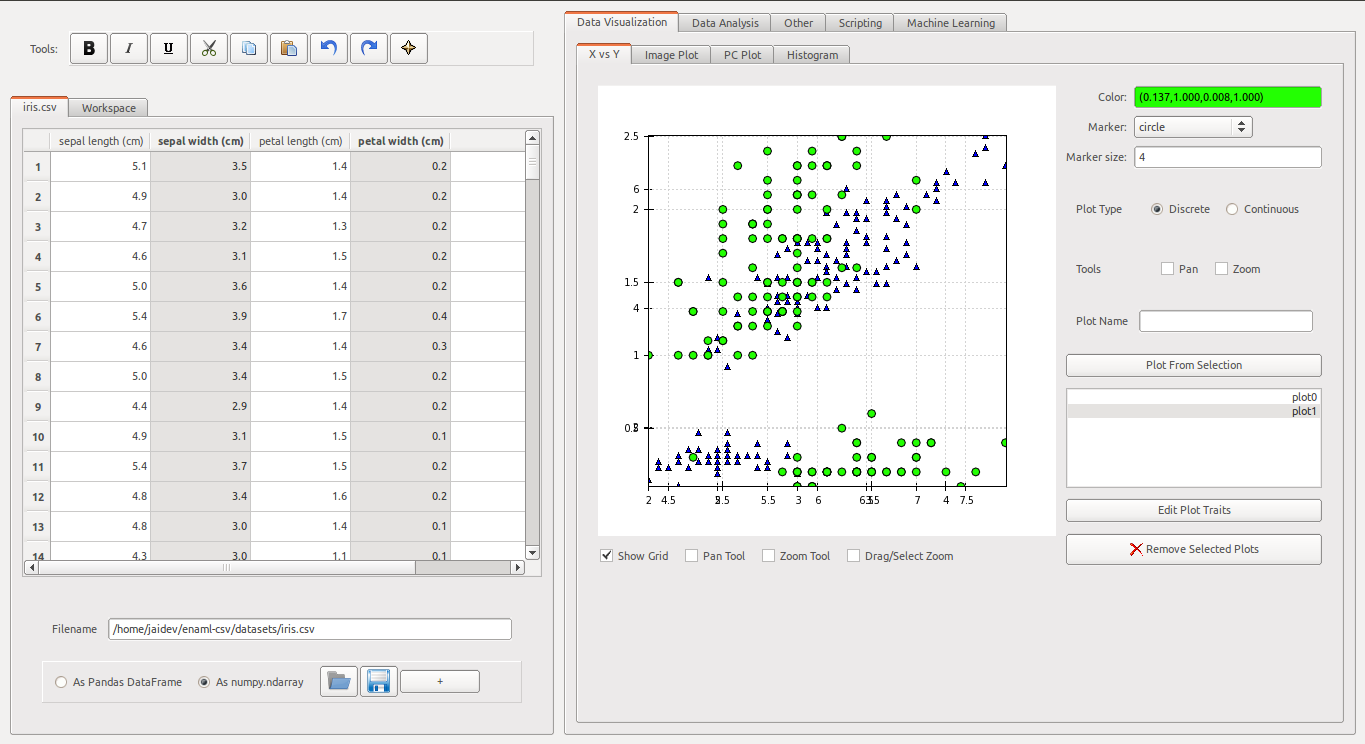 Tools: B I U
iris.csv Workspace
sepal length (cm) sepal width (cm) petal length (cm) petal width (cm)
1 5.1 3.5 1.4 0.2
2 4.9 3.0 1.4 0.2
3 4.7 3.2 1.3 0.2
4 4.6 3.1 1.5 0.2
5 5.0 3.6 1.4 0.2
6 5.4 3.9 1.7 0.4
7 4.6 3.4 1.4 0.3
8 5.0 3.4 1.5 0.2
9 4.4 2.9 1.4 0.2
10 4.9 3.1 1.5 0.1
11 5.4 3.7 1.5 0.2
12 4.8 3.4 1.6 0.2
13 4.8 3.0 1.4 0.1
14 4.3 3.0 1.1 0.1
Filename /home/jaidev/enaml-csv/datasets/iris.csv
As Pandas DataFrame As numpy.ndarray +
Data Visualization Data Analysis Other Scripting Machine Learning
X vs Y Image Plot PC Plot Histogram
2.5
6
2
1.5
4
1
2 4.5 5.5 3 6 7 4 7.5
Show Grid Pan Tool Zoom Tool Drag/Select Zoom
Color: (0.137,1.000,0.008,1.000)
Marker: circle
Marker size: 4
Plot Type Discrete Continuous
Tools Pan Zoom
Plot Name
Plot From Selection
plot0
plot1
Edit Plot Traits
Remove Selected Plots